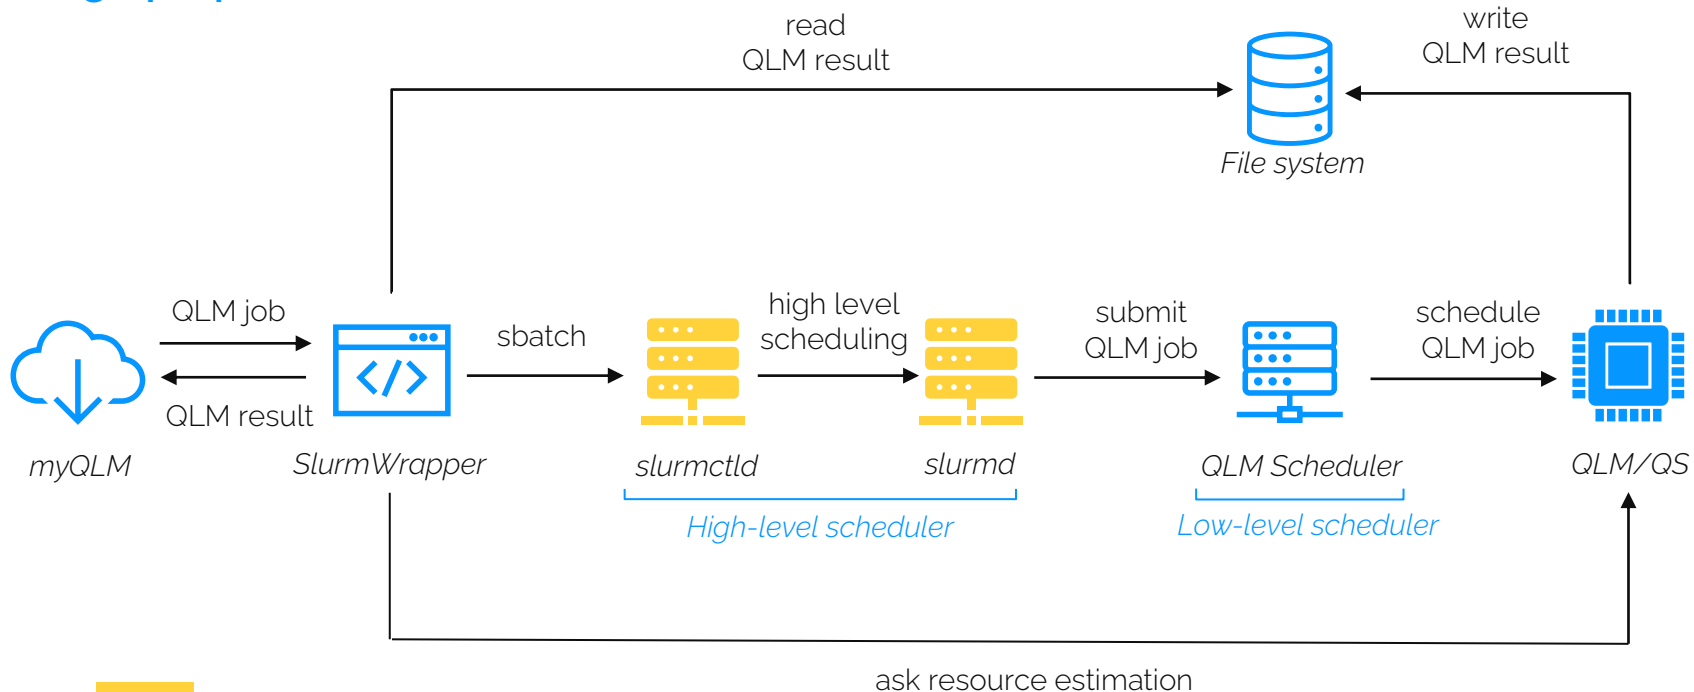 read
QLM result
write
QLM result
File system
QLM job
QLM result
sbatch
high level
scheduling
submit
QLM job
schedule
QLM job
myQLM
SlurmWrapper
slurmctld
slurmd
QLM Scheduler
QLM/QS
High-level scheduler
Low-level scheduler
ask resource estimation